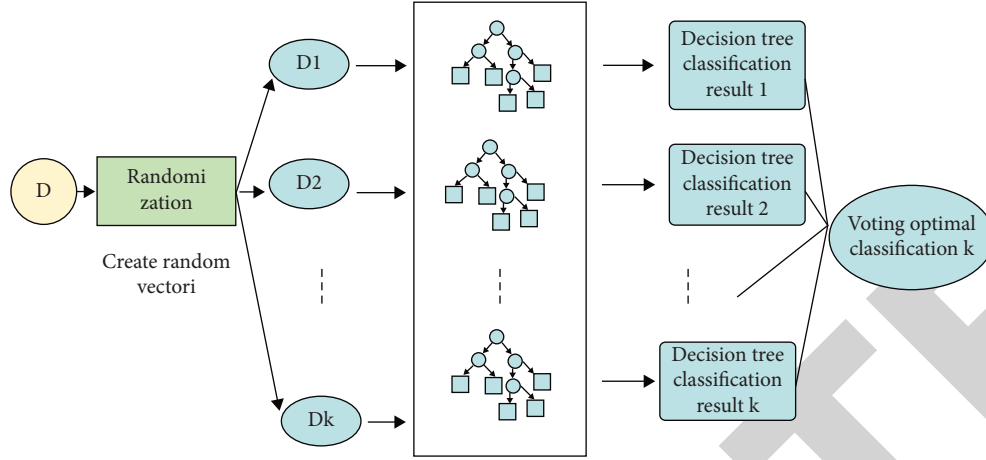 D
Randomi
zation
Create random
vectori
D1
D2
Dk
Decision tree
classification
result 1
Decision tree
classification
result 2
Decision tree
classification
result k
Voting optimal
classification k